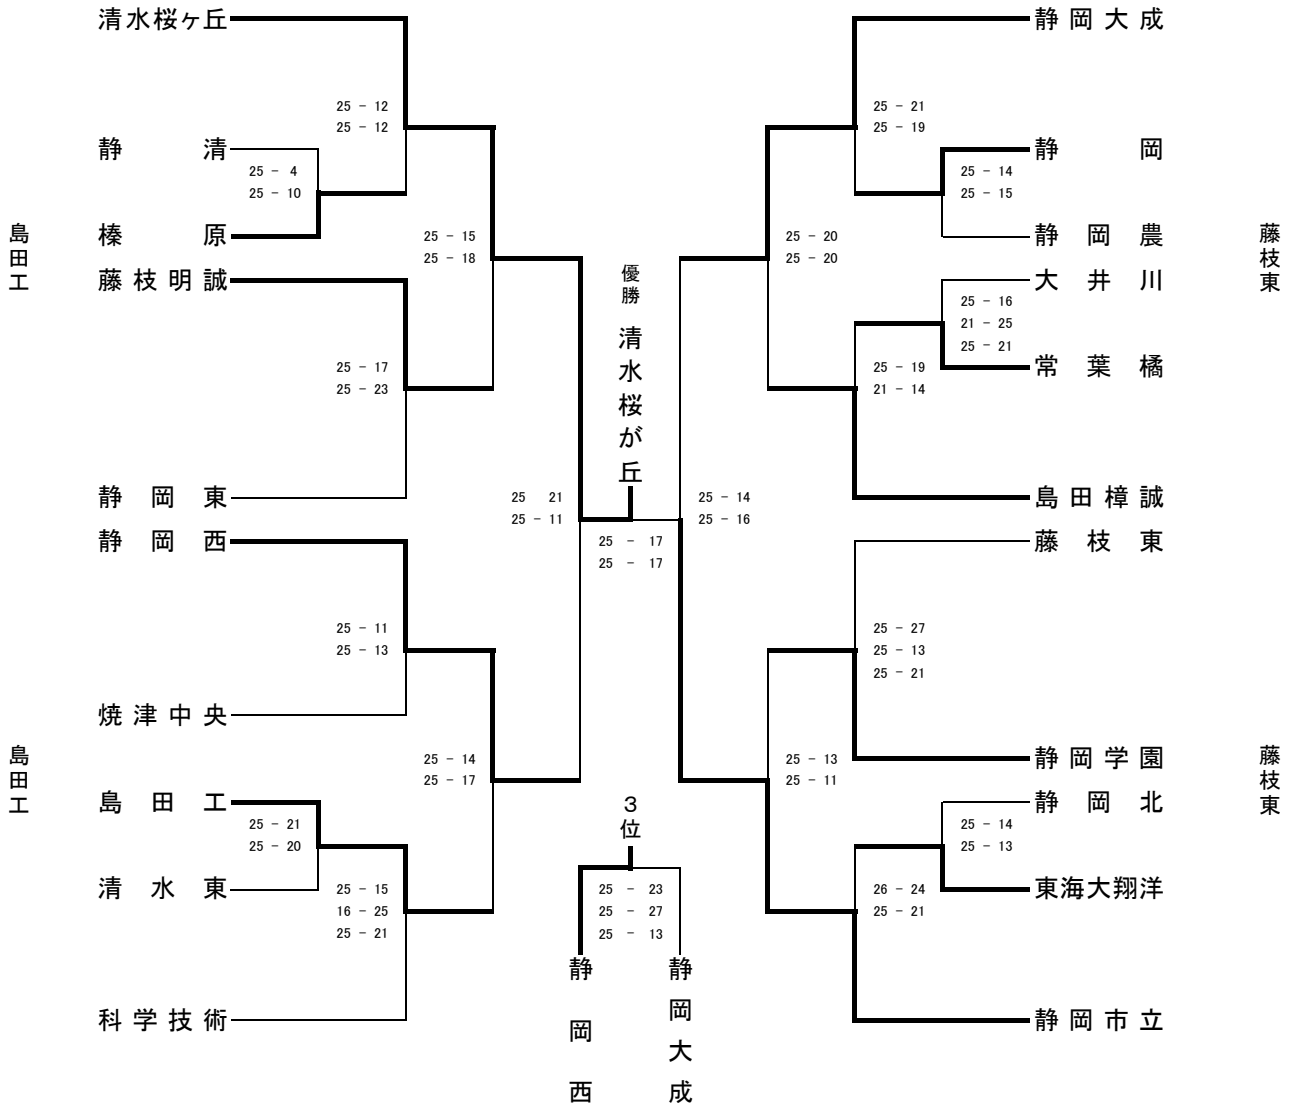 清水桜ヶ丘
25 － 12
25 － 12
静 清
25 － 4
25 － 10
榛 原
島田工
25 － 15
25 － 18
藤枝明誠
25 － 17
25 － 23
静岡東
25 21
25 － 11
静岡西
25 － 11
25 － 13
焼津中央
島田工
25 － 14
25 － 17
島田工
25 － 21
25 － 20
清水東
25 － 15
16 － 25
25 － 21
科学技術
優勝
清水桜が丘
25 － 17
25 － 17
3位
25 － 23
25 － 27
25 － 13
静岡西
静岡大成
静岡大成
25 － 21
25 － 19
静 岡
25 － 14
25 － 15
静岡農
藤枝東
25 － 20
25 － 20
大井川
25 － 16
21 － 25
25 － 21
常葉橘
25 － 19
21 － 14
島田樟誠
25 － 14
25 － 16
藤枝東
25 － 27
25 － 13
25 － 21
静岡学園
藤枝東
25 － 13
25 － 11
静岡北
25 － 14
25 － 13
東海大翔洋
26 － 24
25 － 21
静岡市立